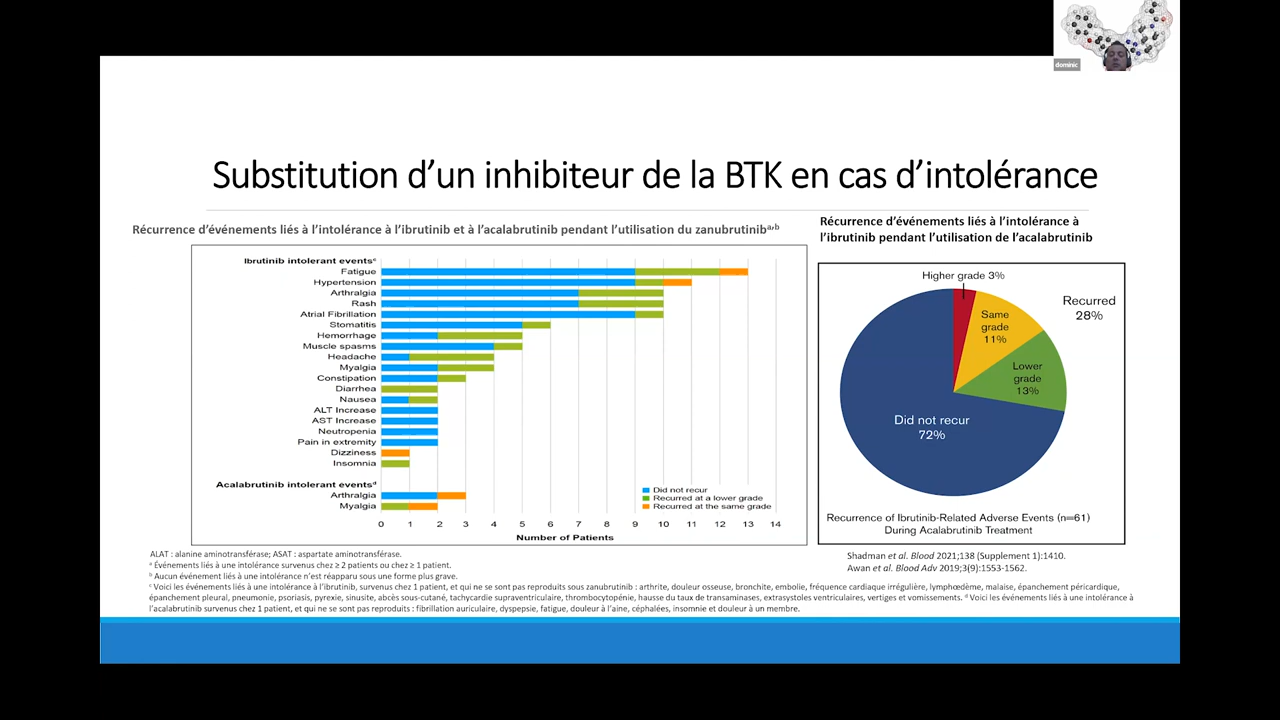 dominic
Substitution d’un inhibiteur de la BTK en cas d’intolérance
Récurrence d’événements liés à l’intolérance à l’ibrutinib et à l’acalabrutinib pendant l’utilisation du zanubrutinibᵃ,ᵇ
Ibrutinib intolerant eventsᶜ
Fatigue
Hypertension
Arthralgia
Rash
Atrial Fibrillation
Stomatitis
Hemorrhage
Muscle spasms
Headache
Myalgia
Constipation
Diarrhea
Nausea
ALT Increase
AST Increase
Neutropenia
Pain in extremity
Dizziness
Insomnia
Acalabrutinib intolerant eventsᵈ
Arthralgia
Myalgia
Did not recur
Recurred at a lower grade
Recurred at the same grade
0 1 2 3 4 5 6 7 8 9 10 11 12 13 14
Number of Patients
Récurrence d’événements liés à l’intolérance à
l’ibrutinib pendant l’utilisation de l’acalabrutinib
Higher grade 3%
Recurred
28%
Same
grade
11%
Lower
grade
13%
Did not recur
72%
Recurrence of Ibrutinib-Related Adverse Events (n=61)
During Acalabrutinib Treatment
ALAT : alanine aminotransférase; ASAT : aspartate aminotransférase.
ᵃ Événements liés à une intolérance survenus chez ≥ 2 patients ou chez ≥ 1 patient.
ᵇ Aucun événement liés à une intolérance n’est réapparu sous une forme plus grave.
ᶜ Voici les événements liés à une intolérance à l’ibrutinib, survenus chez 1 patient, et qui ne se sont pas reproduits sous zanubrutinib : arthrite, douleur osseuse, bronchite, embolie, fréquence cardiaque irrégulière, lymphœdème, malaise, épanchement péricardique,
épanchement pleural, pneumonie, psoriasis, pyrexie, sinusite, abcès sous-cutané, tachycardie supraventriculaire, thrombocytopénie, hausse du taux de transaminases, extrasystoles ventriculaires, vertiges et vomissements. ᵈ Voici les événements liés à une intolérance à
l’acalabrutinib survenus chez 1 patient, et qui ne se sont pas reproduits : fibrillation auriculaire, dyspepsie, fatigue, douleur à l’aine, céphalées, insomnie et douleur à un membre.
Shadman et al. Blood 2021;138 (Supplement 1):1410.
Awan et al. Blood Adv 2019;3(9):1553-1562.